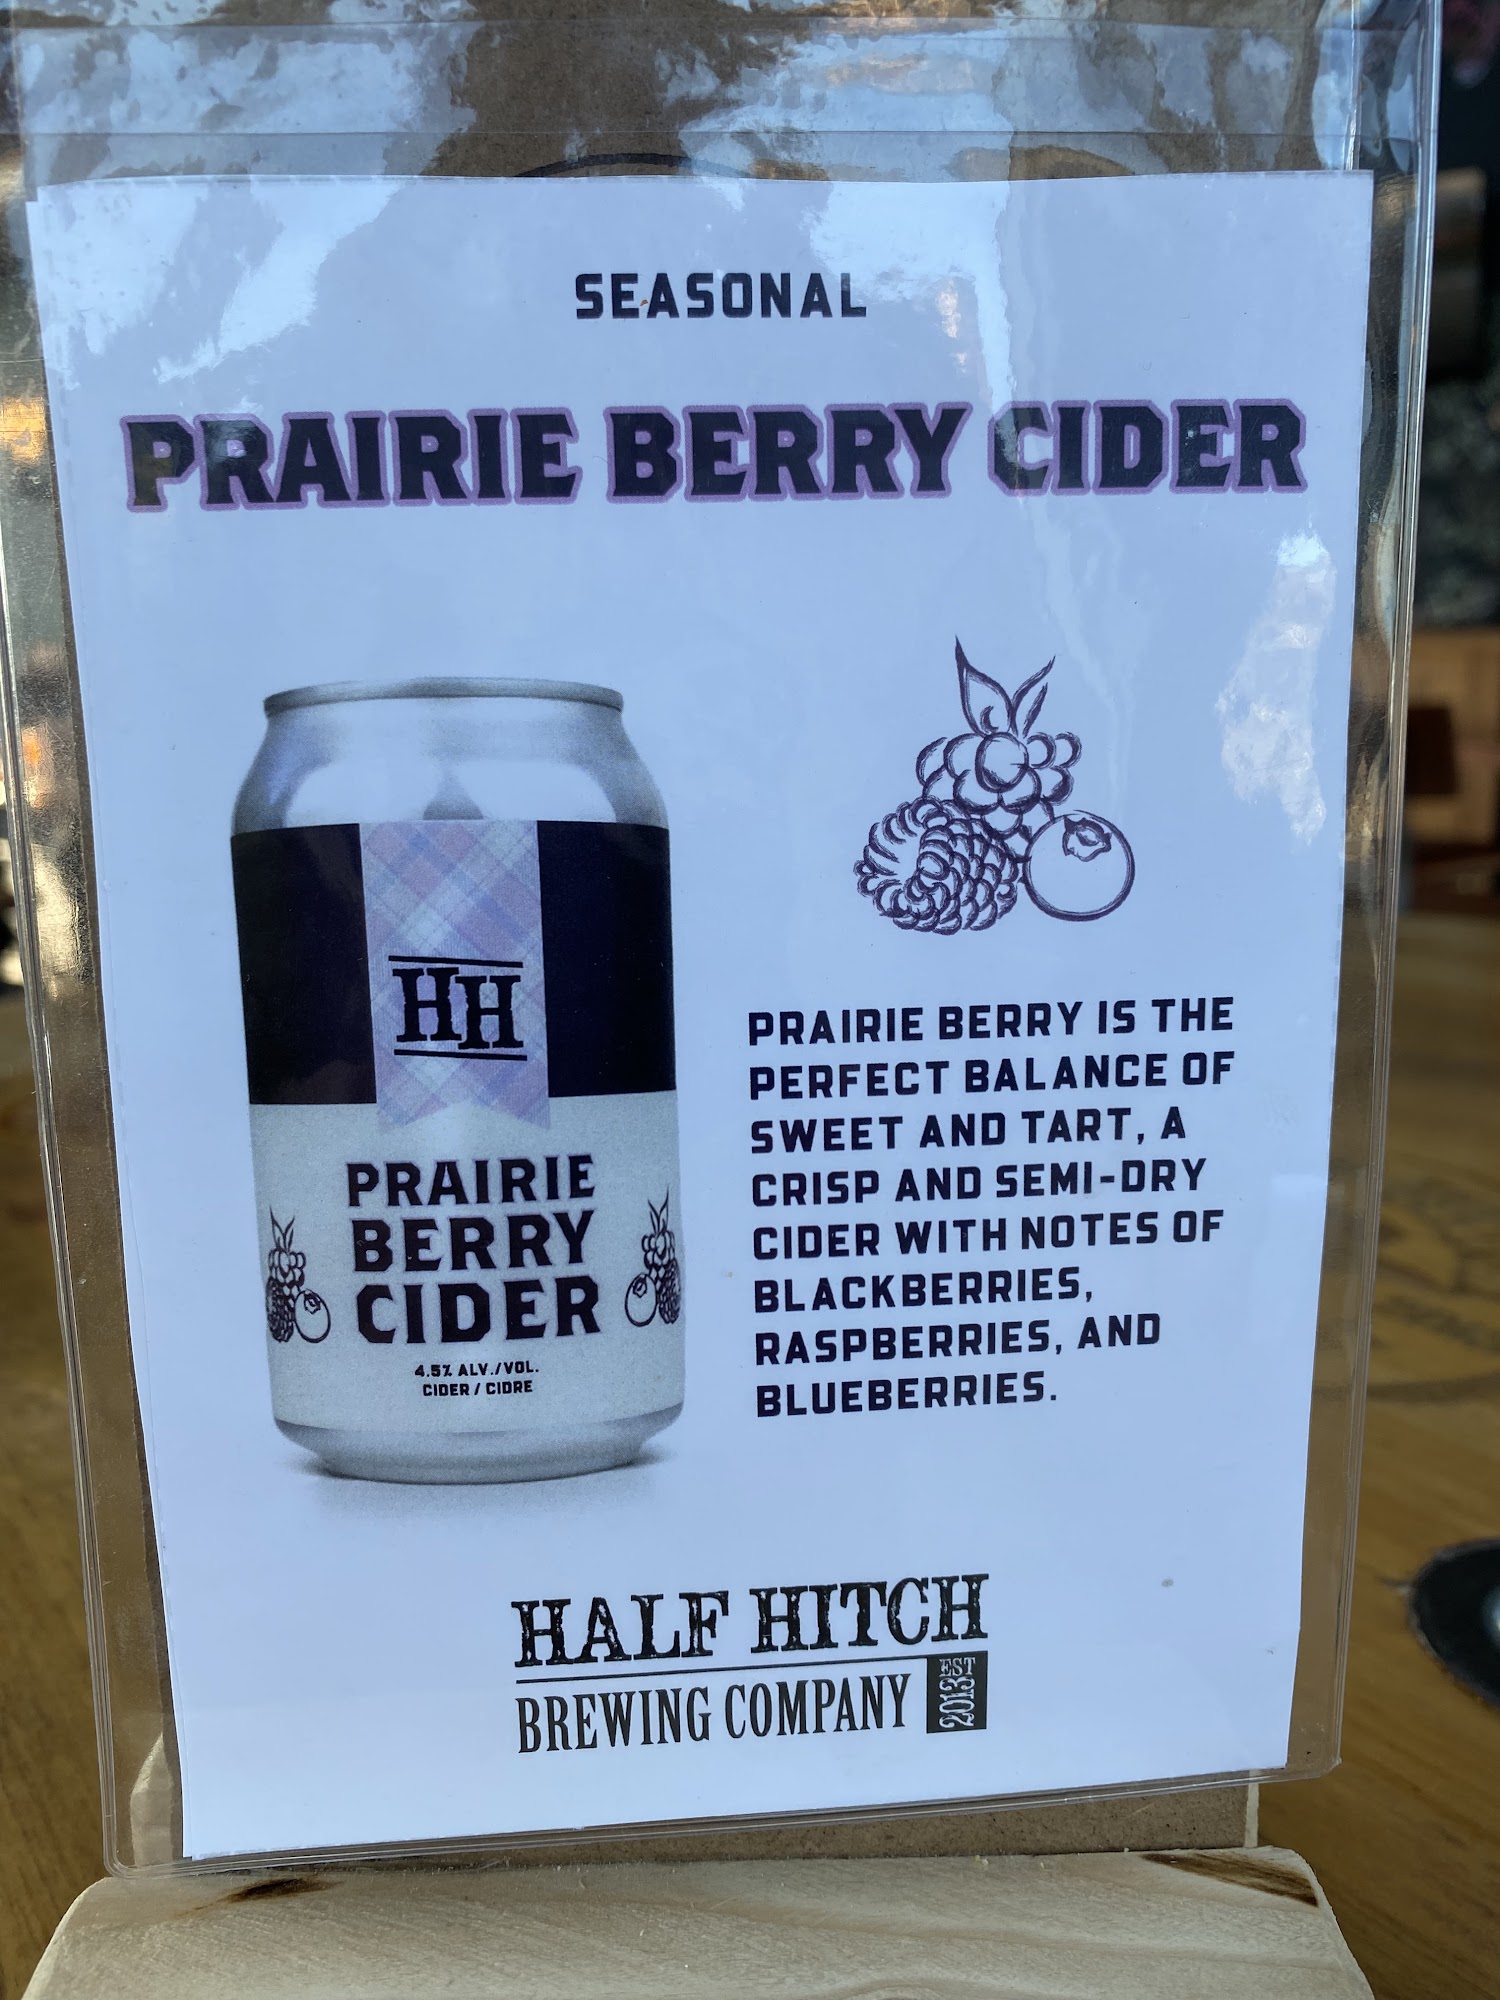 SEASONAL
PRAIRIE BERRY CIDER
HH
PRAIRIE
BERRY
CIDER
4.5% ALV./VOL.
CIDER / CIDRE
PRAIRIE BERRY IS THE
PERFECT BALANCE OF
SWEET AND TART, A
CRISP AND SEMI-DRY
CIDER WITH NOTES OF
BLACKBERRIES,
RASPBERRIES, AND
BLUEBERRIES.
HALF HITCH
BREWING COMPANY
EST
2013